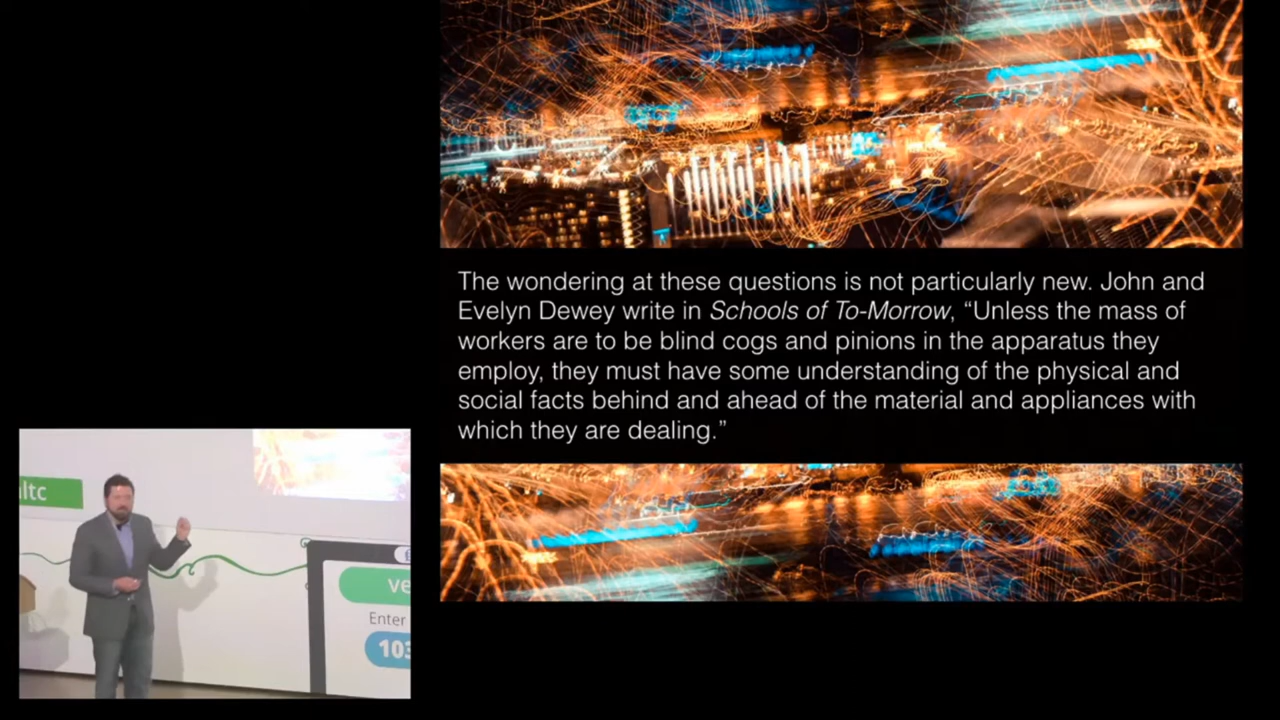 The wondering at these questions is not particularly new. John and
Evelyn Dewey write in Schools of To-Morrow, “Unless the mass of
workers are to be blind cogs and pinions in the apparatus they
employ, they must have some understanding of the physical and
social facts behind and ahead of the material and appliances with
which they are dealing.”
ltc
ve
Enter
103